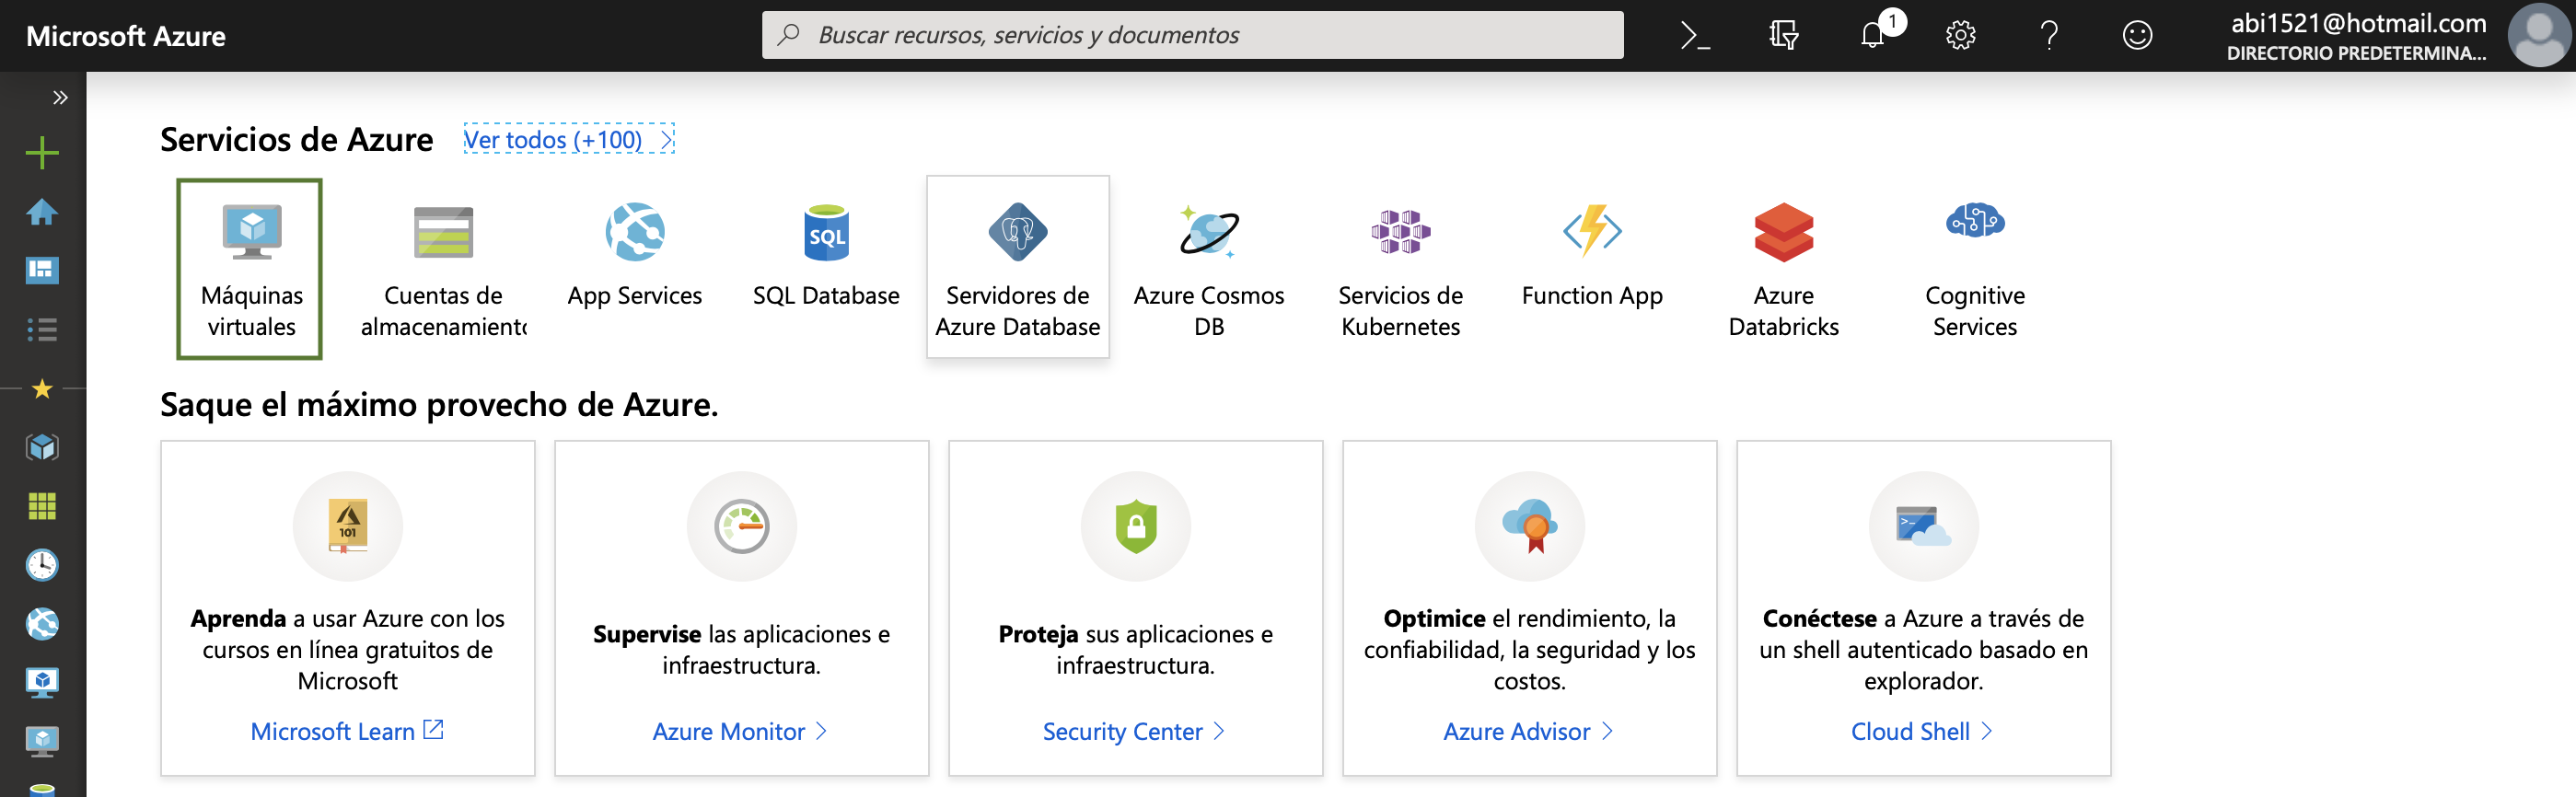 Microsoft Azure
Buscar recursos, servicios y documentos
1
abi1521@hotmail.com
DIRECTORIO PREDETERMINA...
Servicios de Azure
Ver todos (+100)
Máquinas
virtuales
Cuentas de
almacenamiento
App Services
SQL
SQL Database
Servidores de
Azure Database
Azure Cosmos
DB
Servicios de
Kubernetes
Function App
Azure
Databricks
Cognitive
Services
Saque el máximo provecho de Azure.
101
Aprenda a usar Azure con los
cursos en línea gratuitos de
Microsoft
Microsoft Learn
Supervise las aplicaciones e
infraestructura.
Azure Monitor
Proteja sus aplicaciones e
infraestructura.
Security Center
Optimice el rendimiento, la
confiabilidad, la seguridad y los
costos.
Azure Advisor
Conéctese a Azure a través de
un shell autenticado basado en
explorador.
Cloud Shell